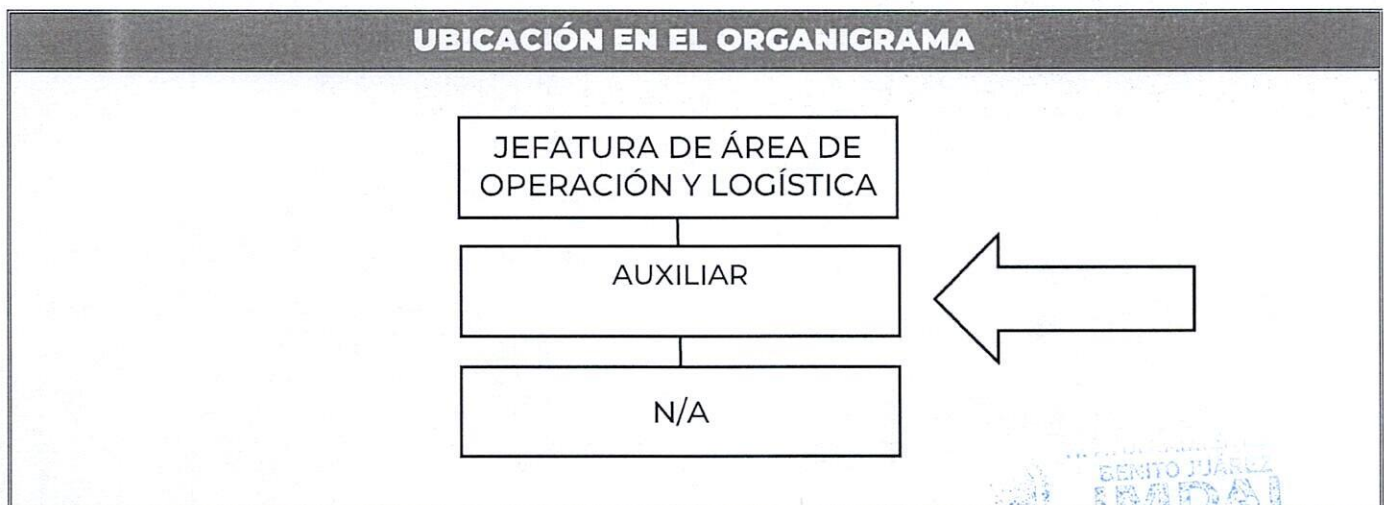 UBICACIÓN EN EL ORGANIGRAMA
JEFATURA DE ÁREA DE
OPERACIÓN Y LOGÍSTICA
AUXILIAR
N/A
BENITO JUÁREZ